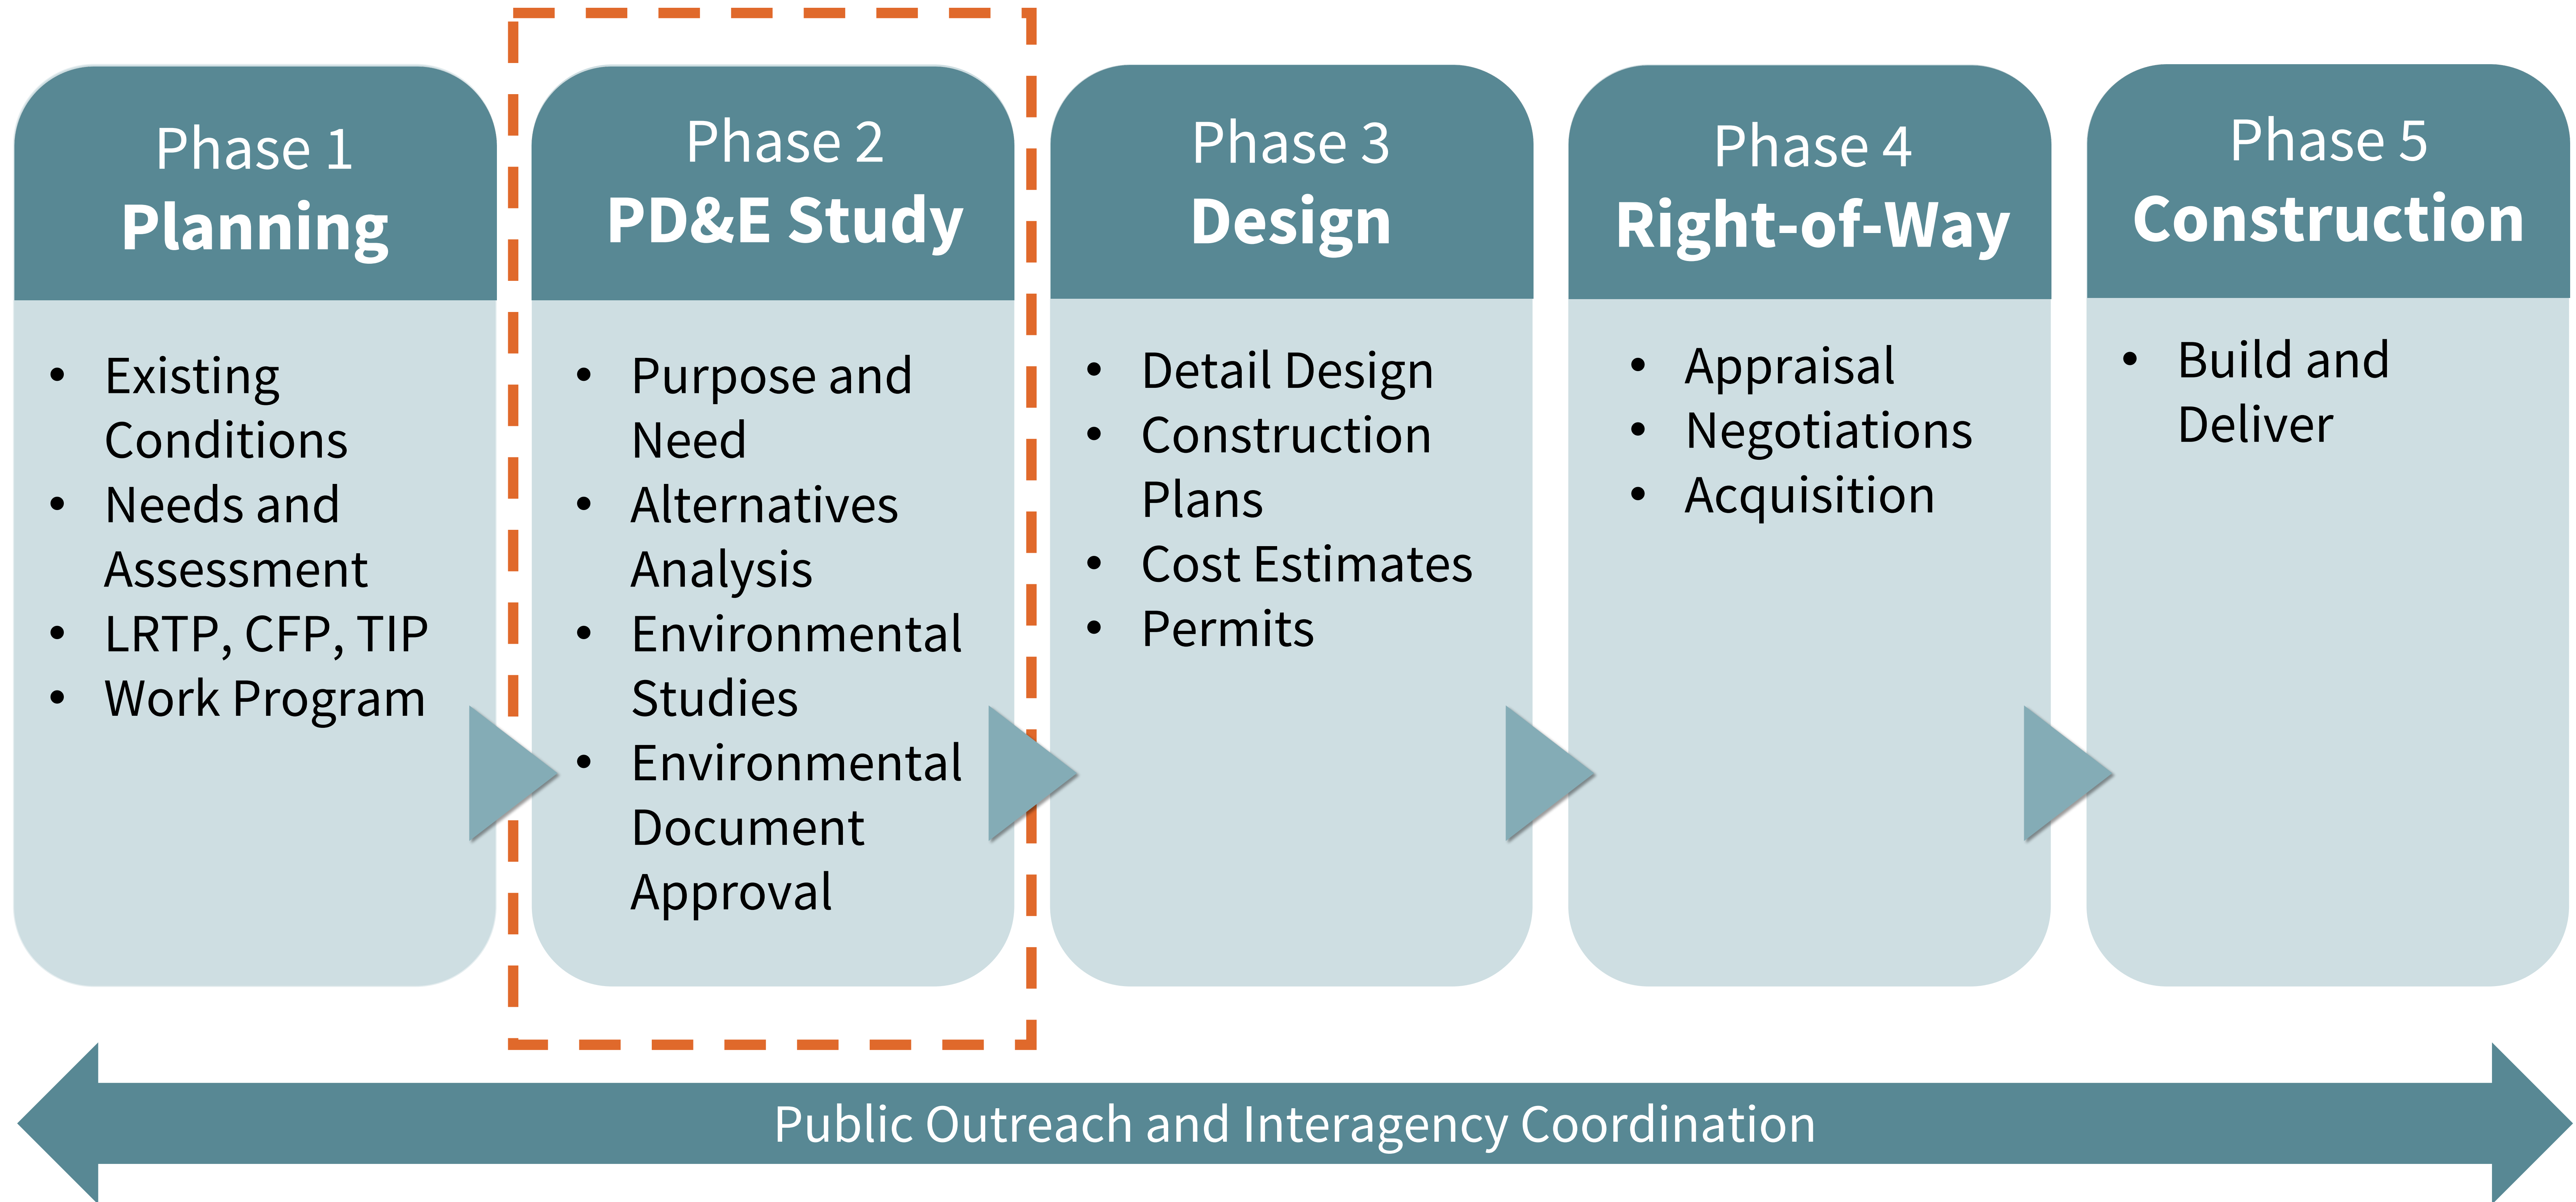 Phase 1
Planning
• Existing
Conditions
• Needs and
Assessment
• LRTP, CFP, TIP
• Work Program
Phase 2
PD&E Study
• Purpose and
Need
• Alternatives
Analysis
• Environmental
Studies
• Environmental
Document
Approval
Phase 3
Design
• Detail Design
• Construction
Plans
• Cost Estimates
• Permits
Phase 4
Right-of-Way
• Appraisal
• Negotiations
• Acquisition
Phase 5
Construction
• Build and
Deliver
Public Outreach and Interagency Coordination